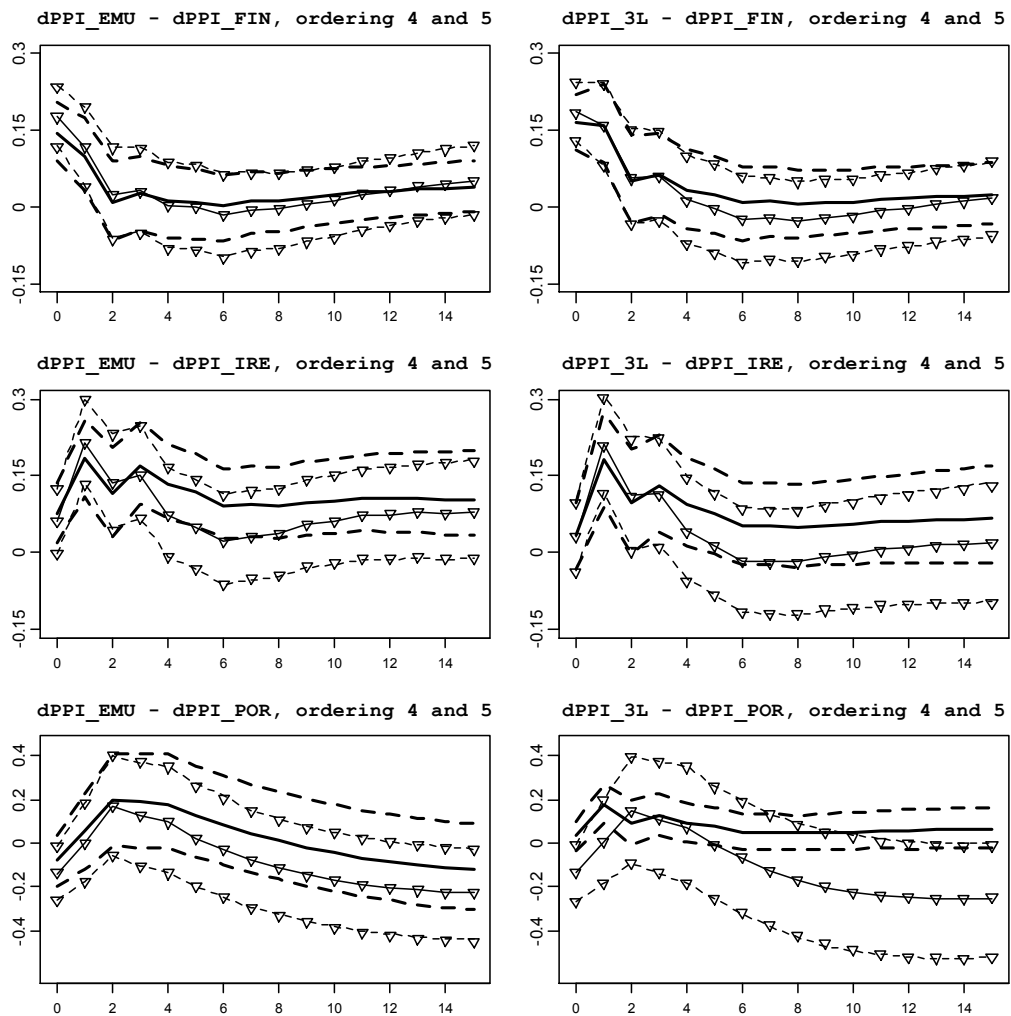 dPPI_EMU - dPPI_FIN, ordering 4 and 5
0.3
0.15
0
-0.15
0 2 4 6 8 10 12 14
dPPI_3L - dPPI_FIN, ordering 4 and 5
0.3
0.15
0
-0.15
0 2 4 6 8 10 12 14
dPPI_EMU - dPPI_IRE, ordering 4 and 5
0.3
0.15
0
-0.15
0 2 4 6 8 10 12 14
dPPI_3L - dPPI_IRE, ordering 4 and 5
0.3
0.15
0
-0.15
0 2 4 6 8 10 12 14
dPPI_EMU - dPPI_POR, ordering 4 and 5
0.4
0.2
0
-0.2
-0.4
0 2 4 6 8 10 12 14
dPPI_3L - dPPI_POR, ordering 4 and 5
0.4
0.2
0
-0.2
-0.4
0 2 4 6 8 10 12 14